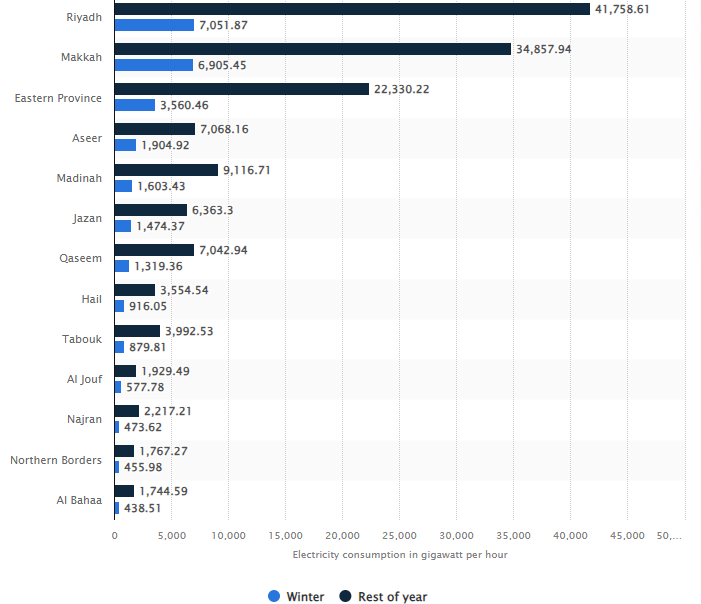 Riyadh
41,758.61
7,051.87
Makkah
34,857.94
6,905.45
Eastern Province
22,330.22
3,560.46
Aseer
7,068.16
1,904.92
Madinah
9,116.71
1,603.43
Jazan
6,363.3
1,474.37
Qaseem
7,042.94
1,319.36
Hail
3,554.54
916.05
Tabouk
3,992.53
879.81
Al Jouf
1,929.49
577.78
Najran
2,217.21
473.62
Northern Borders
1,767.27
455.98
Al Bahaa
1,744.59
438.51
0 5,000 10,000 15,000 20,000 25,000 30,000 35,000 40,000 45,000 50,...
Electricity consumption in gigawatt per hour
Winter Rest of year